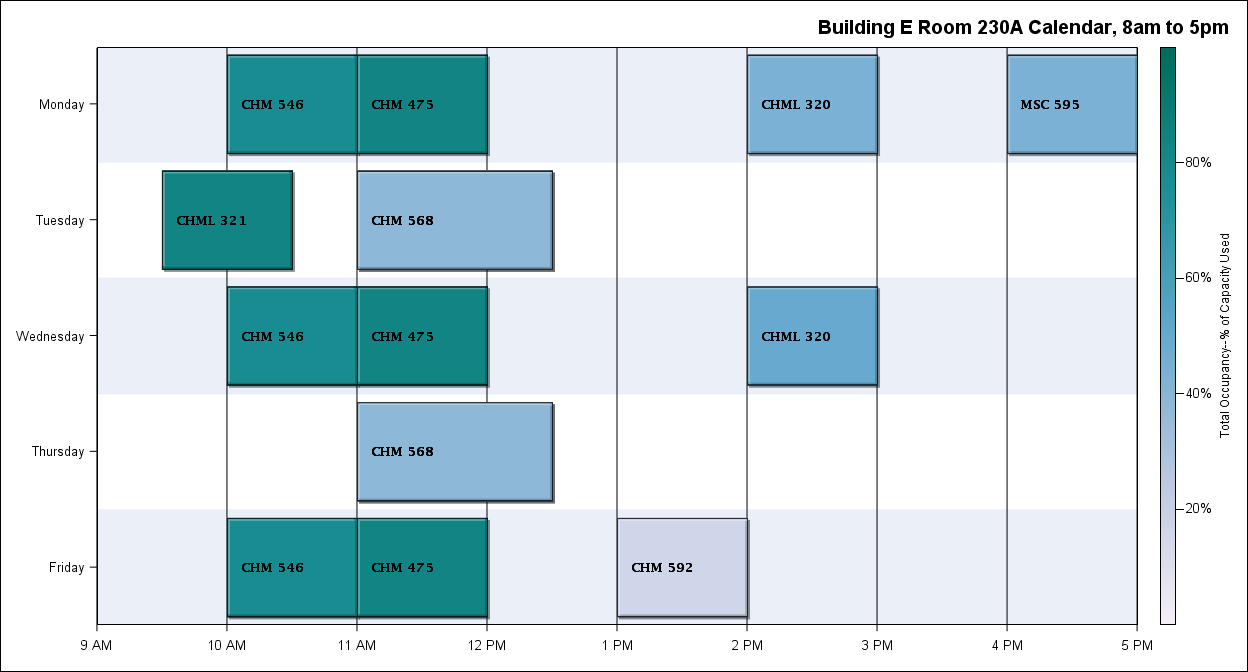 Building E Room 230A Calendar, 8am to 5pm
Monday
CHM 546
CHM 475
CHML 320
MSC 595
Tuesday
CHML 321
CHM 568
Wednesday
CHM 546
CHM 475
CHML 320
Thursday
CHM 568
Friday
CHM 546
CHM 475
CHM 592
9 AM
10 AM
11 AM
12 PM
1 PM
2 PM
3 PM
4 PM
5 PM
80%
60%
40%
20%
Total Occupancy--% of Capacity Used